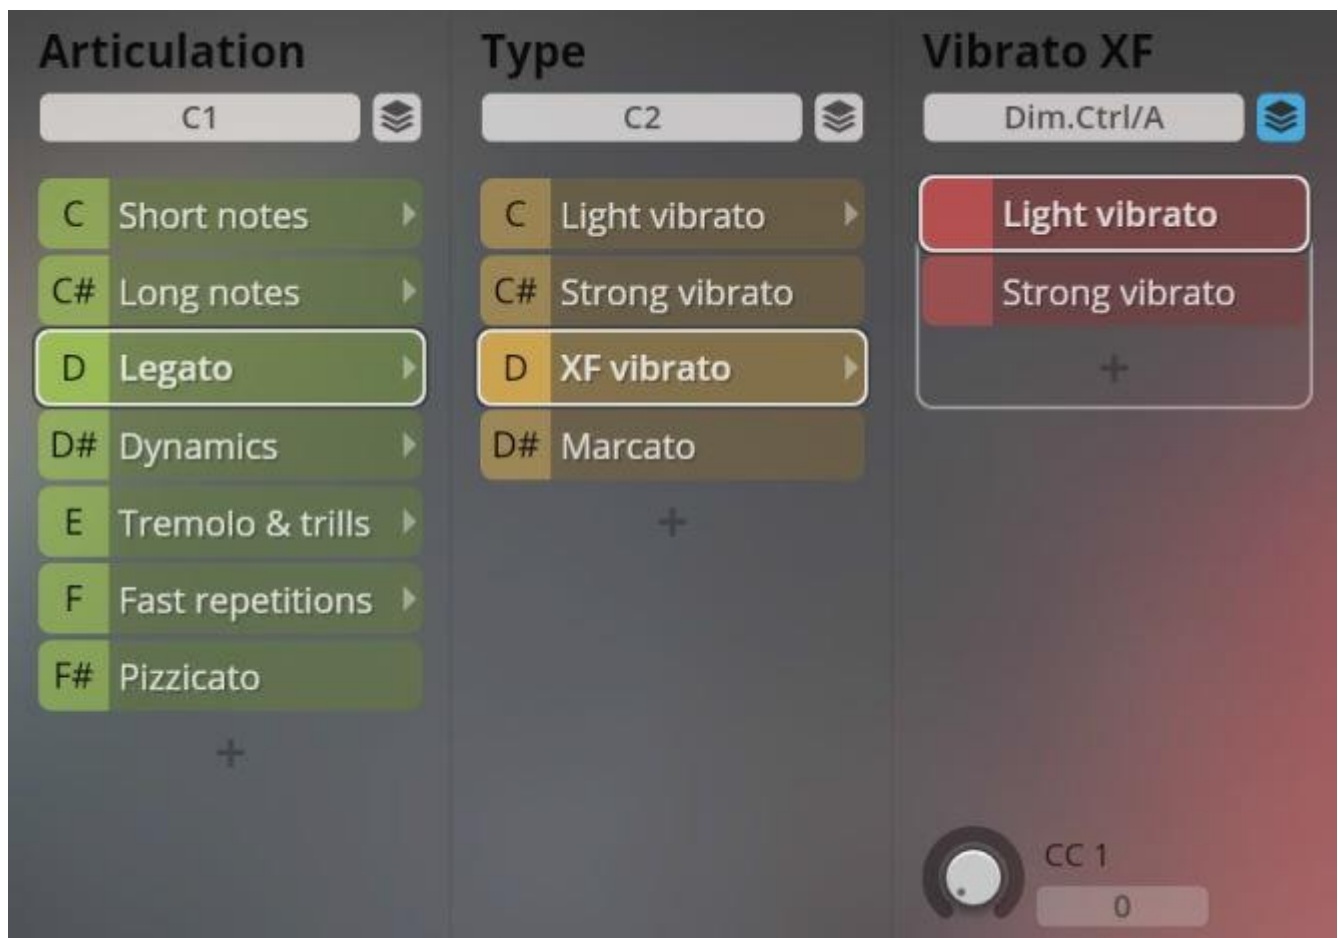 Articulation
C1
C Short notes
C# Long notes
D Legato
D# Dynamics
E Tremolo & trills
F Fast repetitions
F# Pizzicato
+
Type
C2
C Light vibrato
C# Strong vibrato
D XF vibrato
D# Marcato
+
Vibrato XF
Dim.Ctrl/A
Light vibrato
Strong vibrato
+
CC 1
0